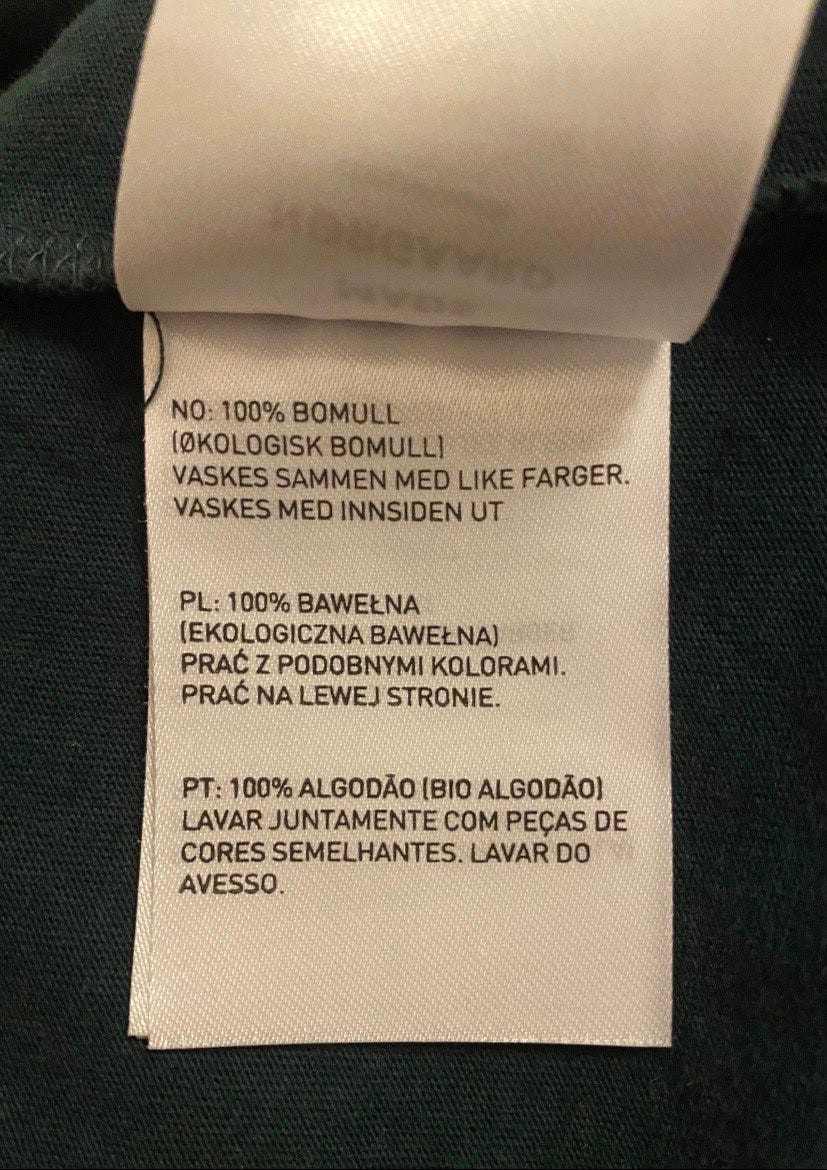 NO: 100% BOMULL
(ØKOLOGISK BOMULL)
VASKES SAMMEN MED LIKE FARGER.
VASKES MED INNSIDEN UT
PL: 100% BAWEŁNA
(EKOLOGICZNA BAWEŁNA)
PRAĆ Z PODOBNYMI KOLORAMI.
PRAĆ NA LEWEJ STRONIE.
PT: 100% ALGODÃO (BIO ALGODÃO)
LAVAR JUNTAMENTE COM PEÇAS DE
CORES SEMELHANTES. LAVAR DO
AVESSO.